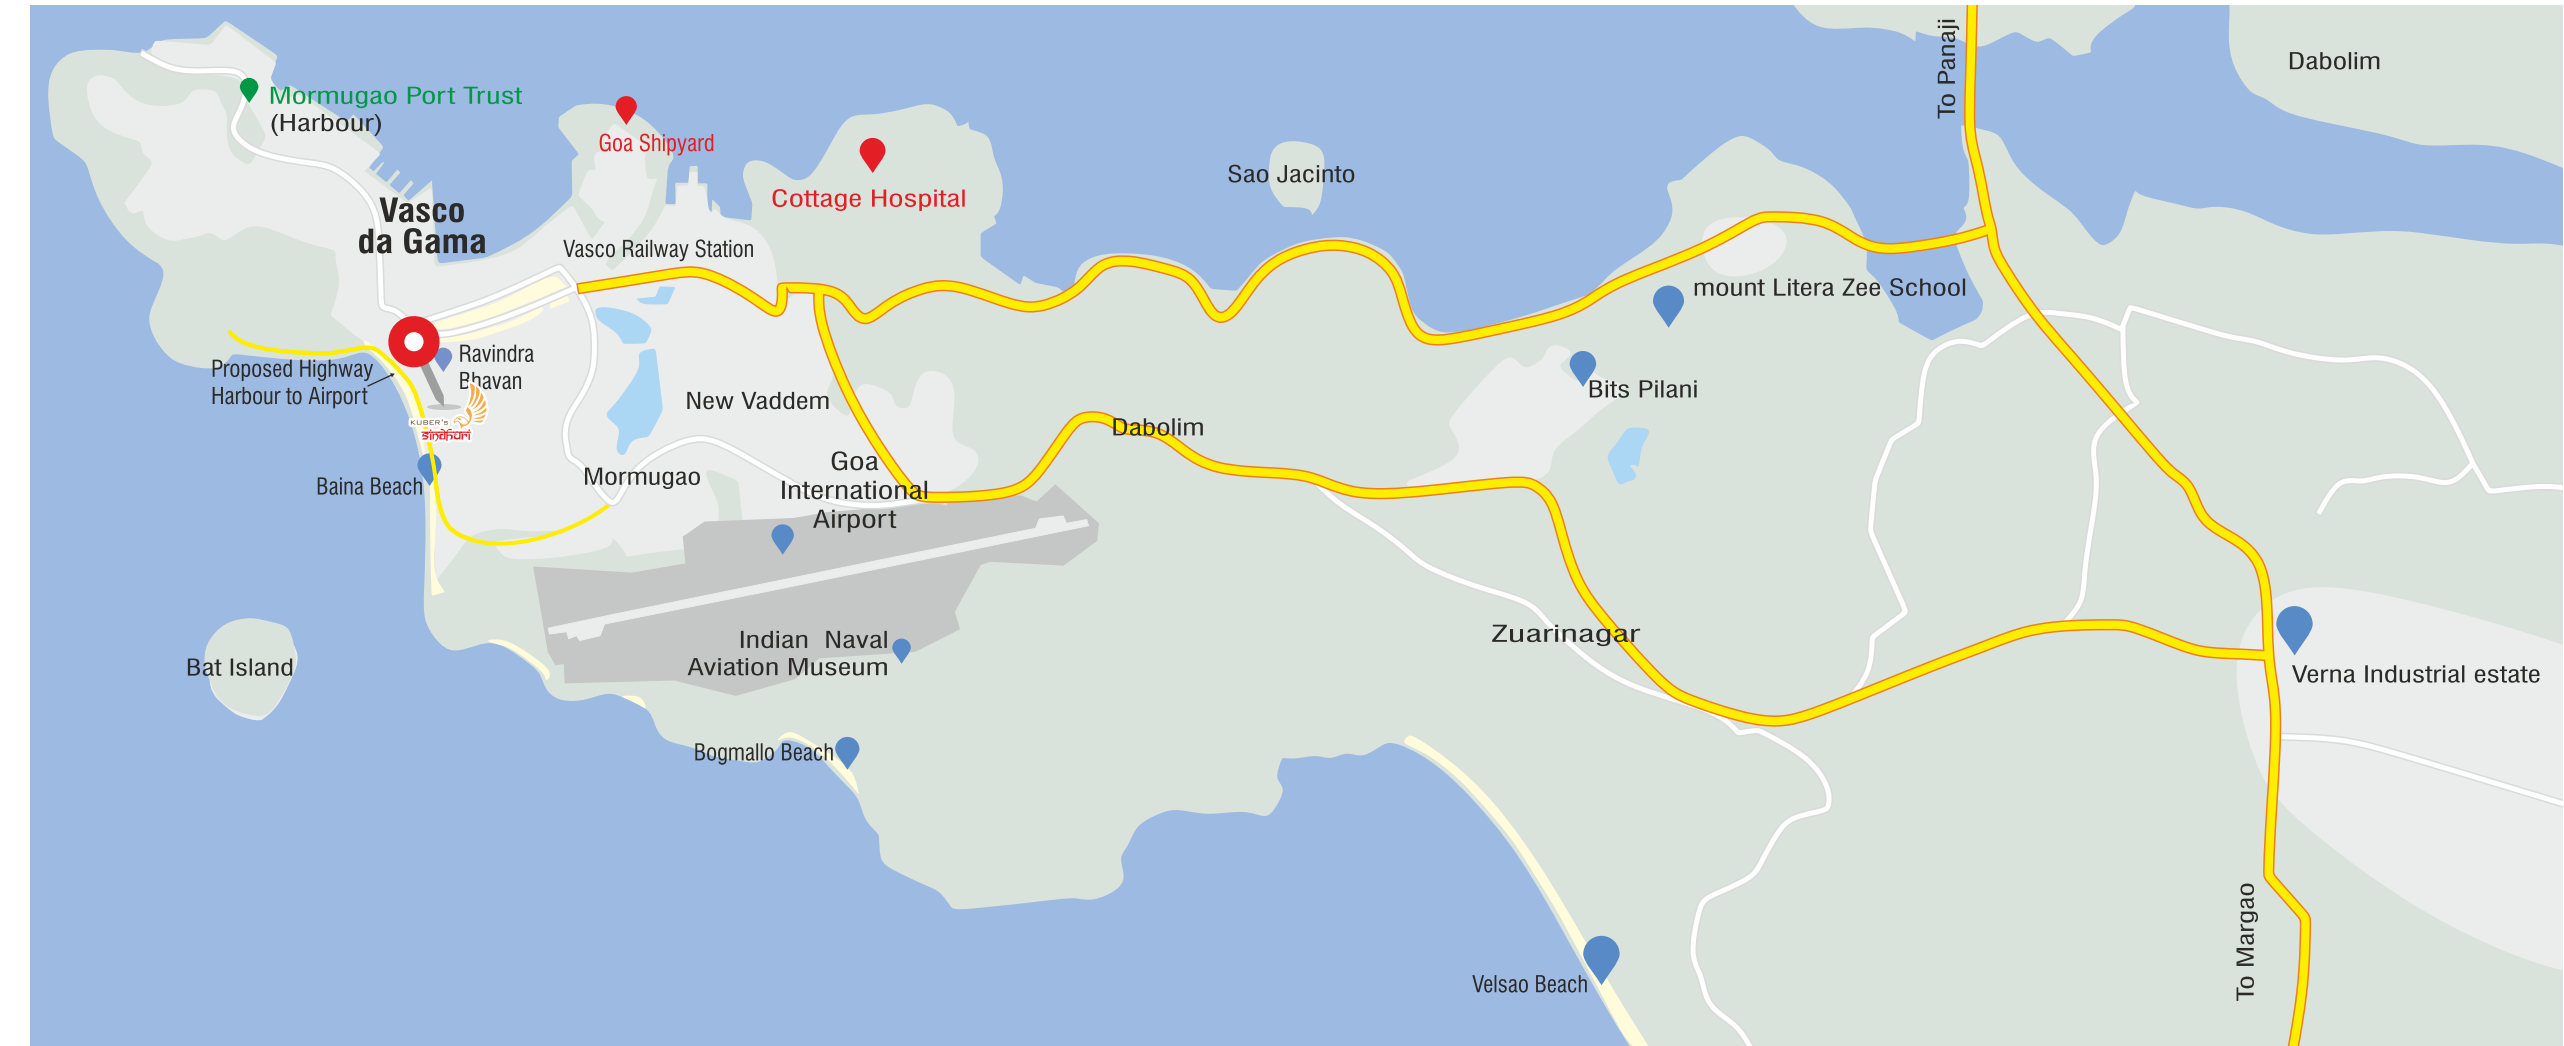 To Panaji
Dabolim
Mormugao Port Trust
(Harbour)
Goa Shipyard
Cottage Hospital
Sao Jacinto
Vasco
da Gama
Vasco Railway Station
mount Litera Zee School
Ravindra
Bhavan
Proposed Highway
Harbour to Airport
KUBER'S
Sindhuri
New Vaddem
Bits Pilani
Dabolim
Baina Beach
Mormugao
Goa
International
Airport
Zuarinagar
Indian Naval
Aviation Museum
Bat Island
Verna Industrial estate
Bogmallo Beach
To Margao
Velsao Beach